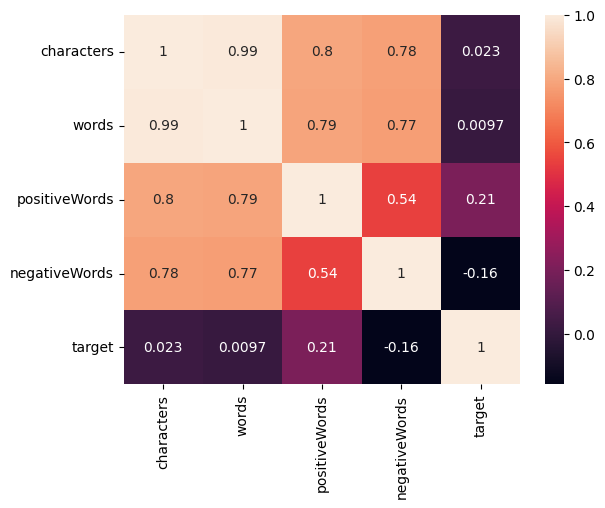 characters 1 0.99 0.8 0.78 0.023
words 0.99 1 0.79 0.77 0.0097
positiveWords 0.8 0.79 1 0.54 0.21
negativeWords 0.78 0.77 0.54 1 -0.16
target 0.023 0.0097 0.21 -0.16 1
characters words positiveWords negativeWords target
1.0
0.8
0.6
0.4
0.2
0.0